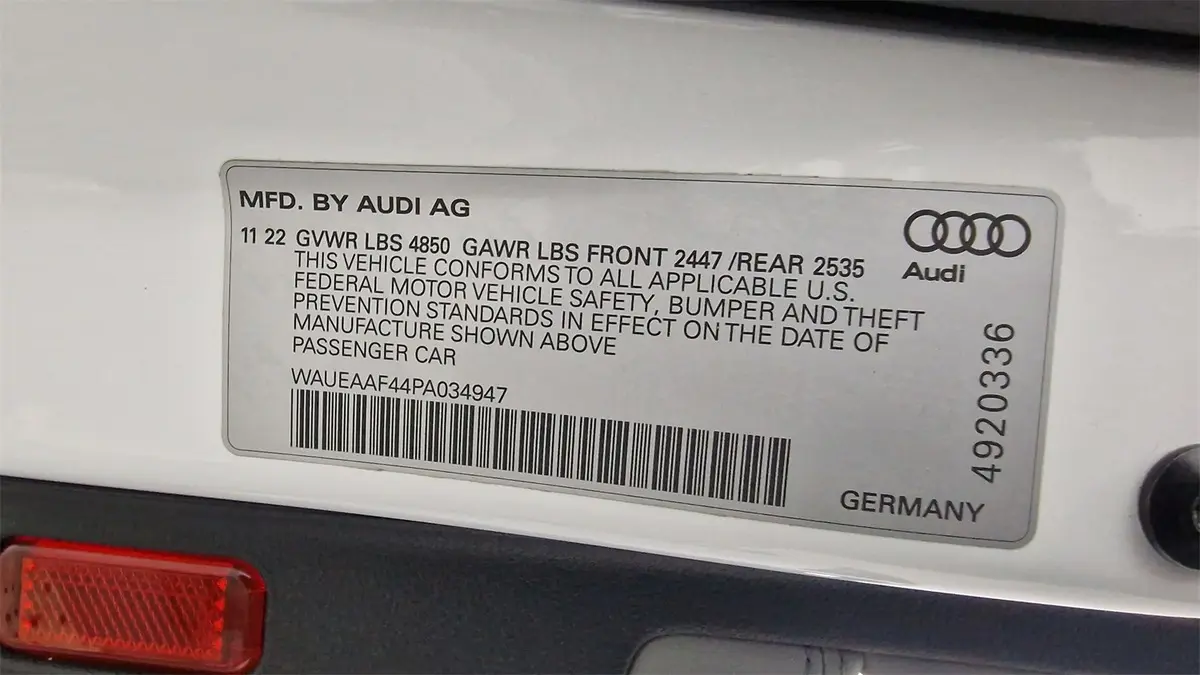 MFD. BY AUDI AG
11 22 GVWR LBS 4850 GAWR LBS FRONT 2447 /REAR 2535
THIS VEHICLE CONFORMS TO ALL APPLICABLE U.S.
FEDERAL MOTOR VEHICLE SAFETY, BUMPER AND THEFT
PREVENTION STANDARDS IN EFFECT ON THE DATE OF
MANUFACTURE SHOWN ABOVE
PASSENGER CAR
WAUEAAF44PA034947
Audi
4920336
GERMANY